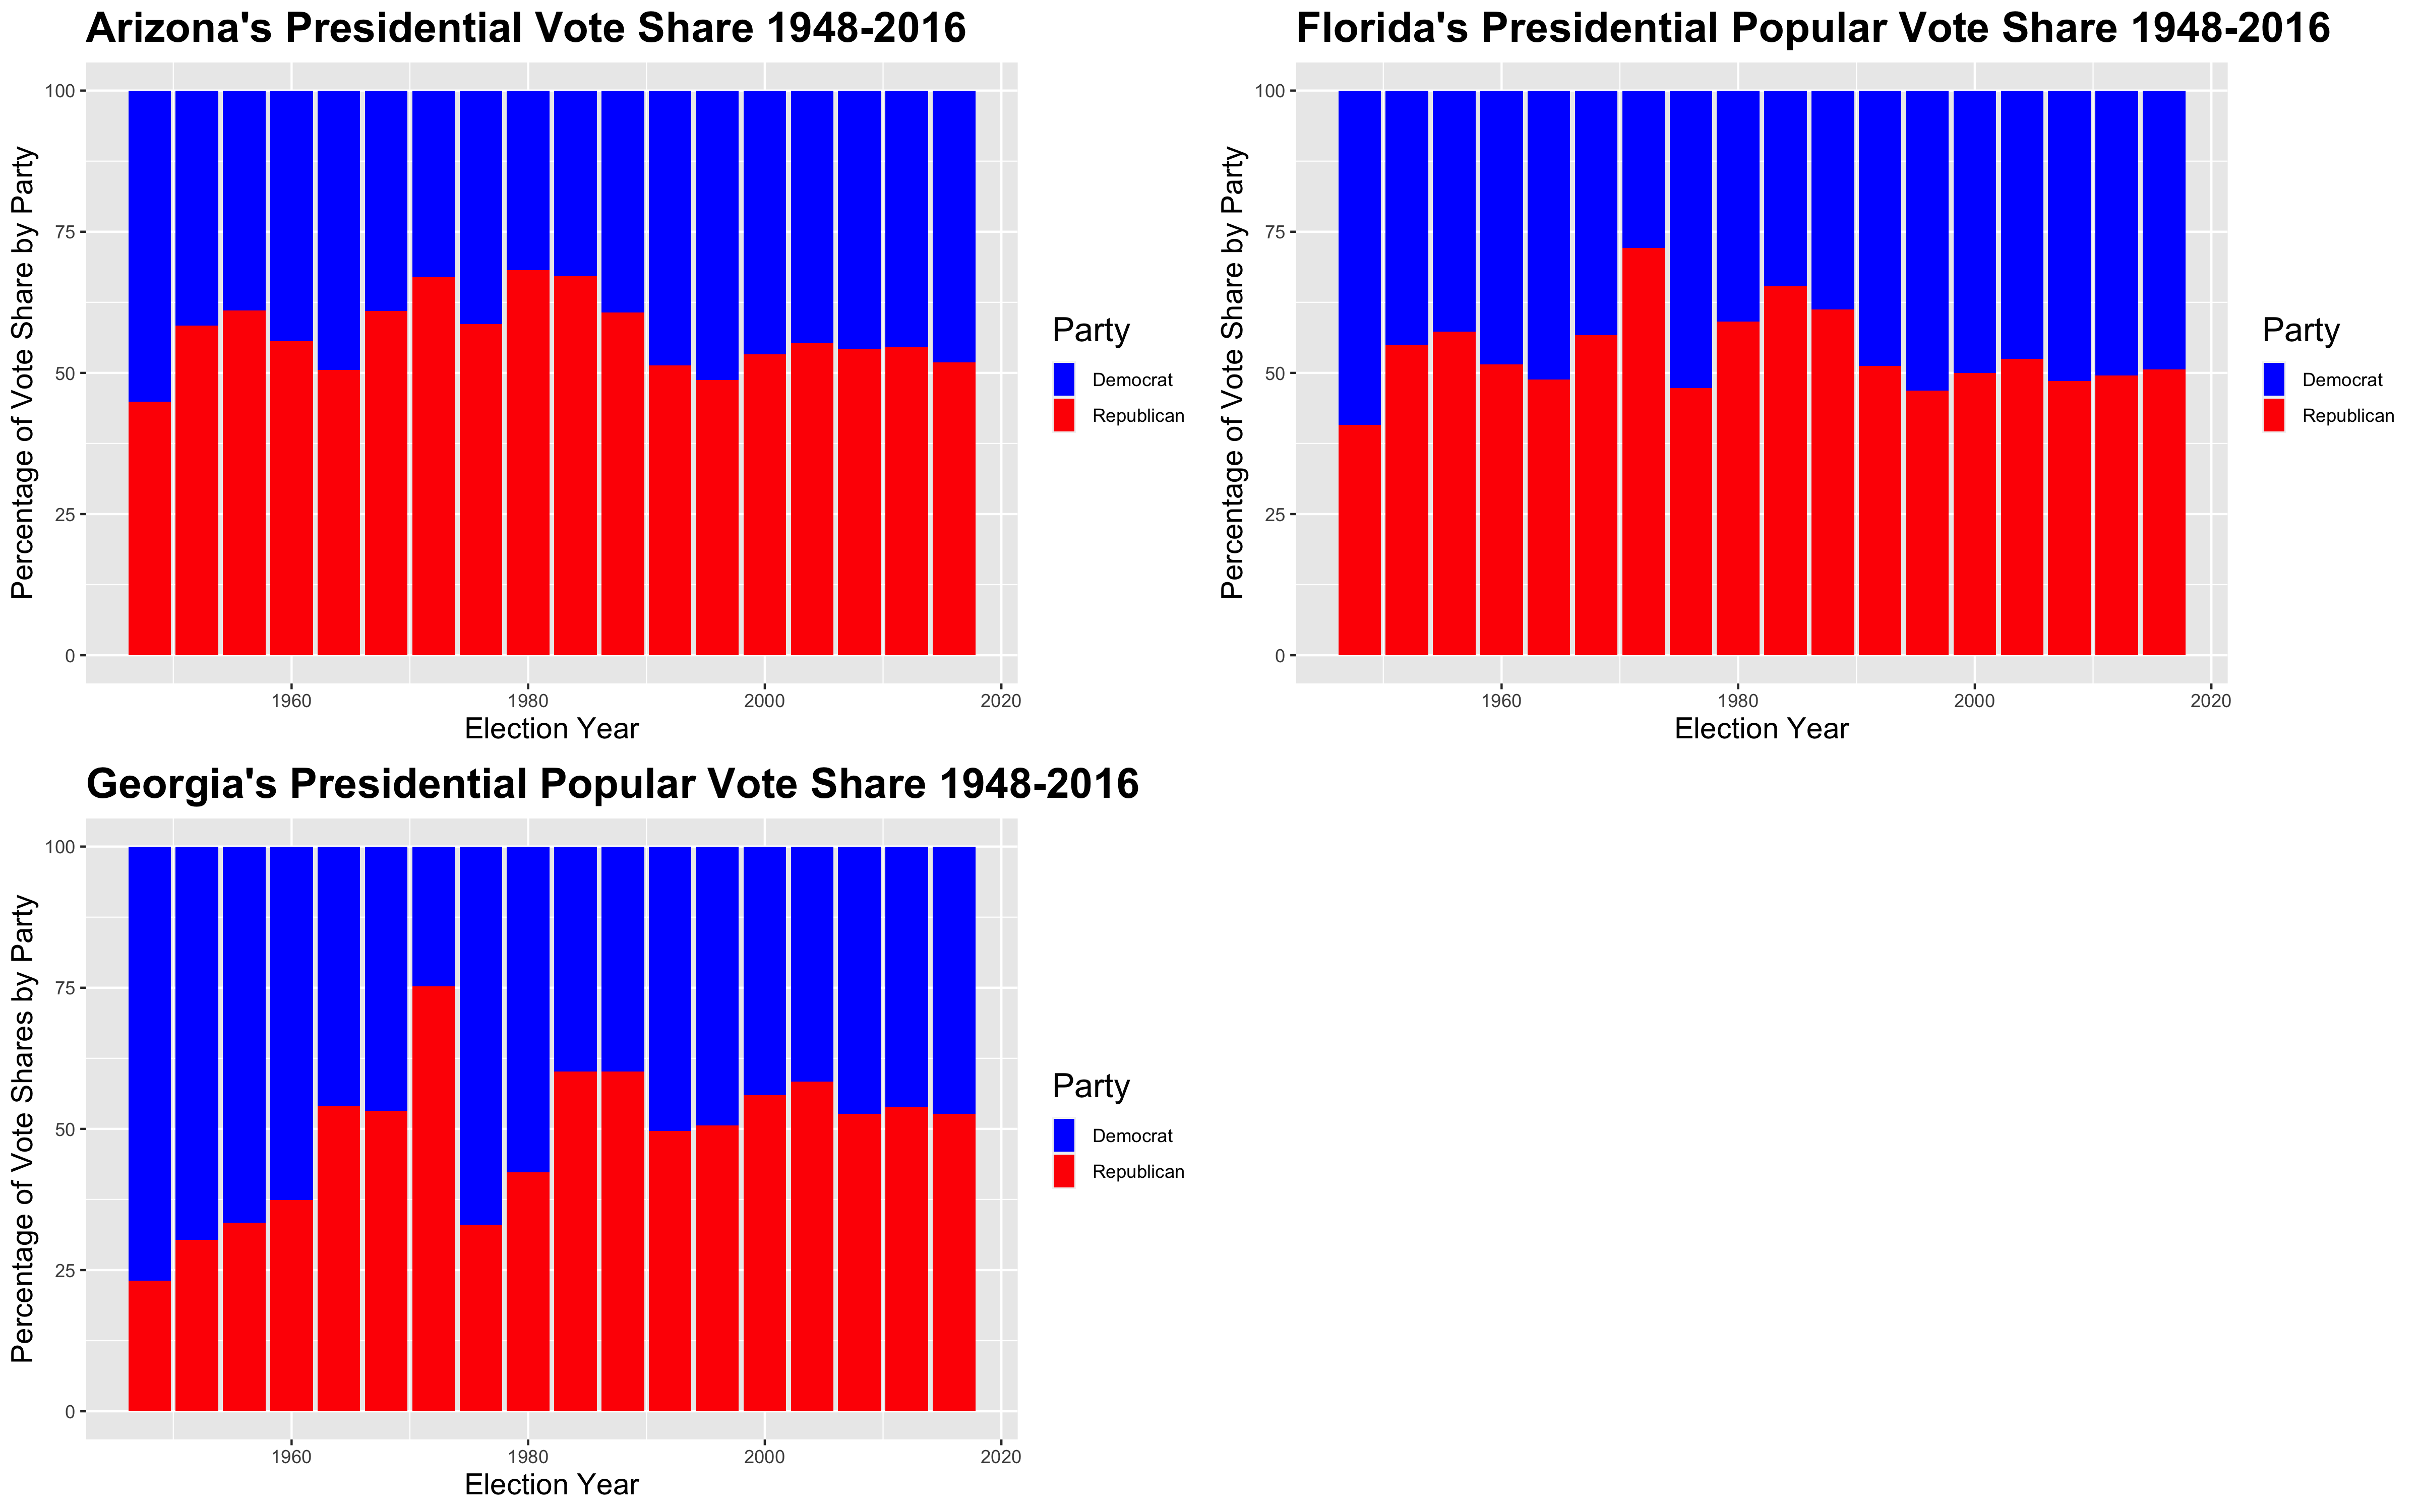 Arizona's Presidential Vote Share 1948-2016
Percentage of Vote Share by Party
100
75
50
25
0
1960
1980
2000
2020
Election Year
Party
Democrat
Republican
Florida's Presidential Popular Vote Share 1948-2016
Percentage of Vote Share by Party
100
75
50
25
0
1960
1980
2000
2020
Election Year
Party
Democrat
Republican
Georgia's Presidential Popular Vote Share 1948-2016
Percentage of Vote Shares by Party
100
75
50
25
0
1960
1980
2000
2020
Election Year
Party
Democrat
Republican